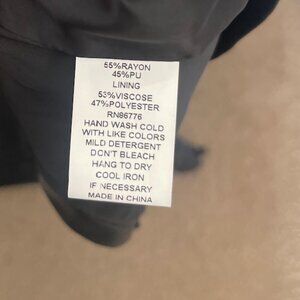 55%RAYON
45%PU
LINING
53%VISCOSE
47%POLYESTER
RN96776
HAND WASH COLD
WITH LIKE COLORS
MILD DETERGENT
DON'T BLEACH
HANG TO DRY
COOL IRON
IF NECESSARY
MADE IN CHINA